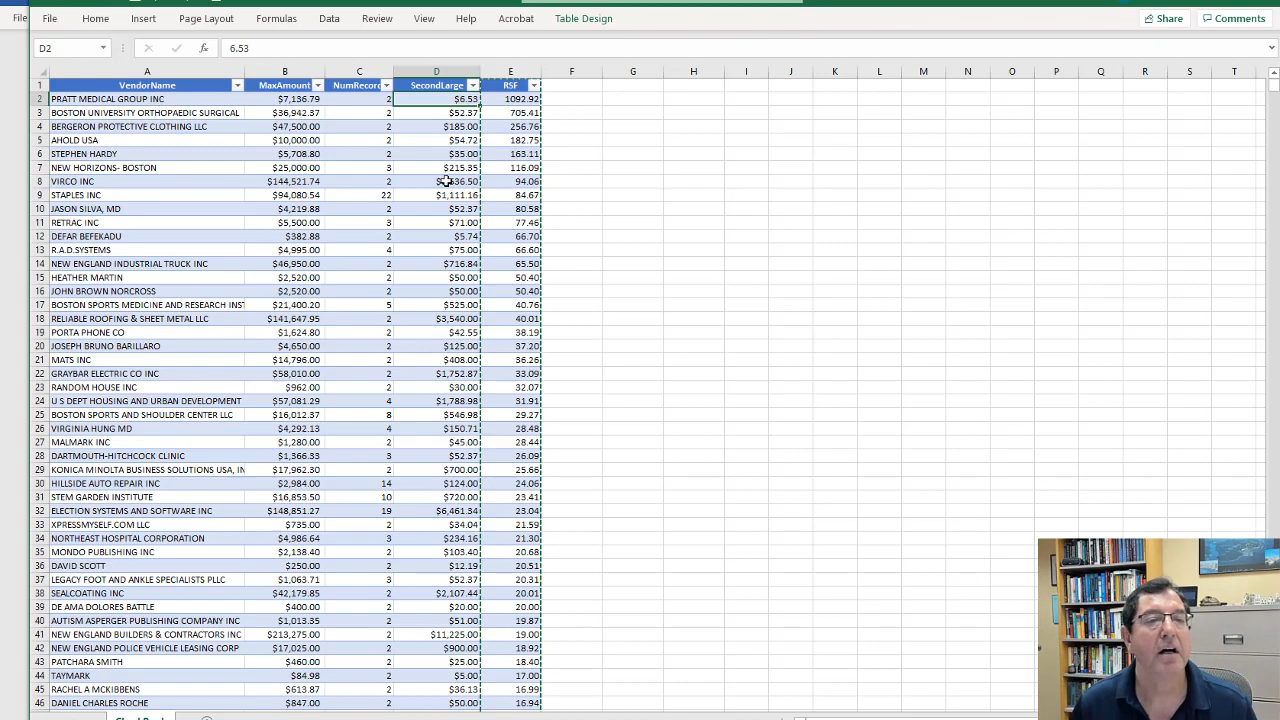 File
File Home Insert Page Layout Formulas Data Review View Help Acrobat Table Design Share Comments
D2 fx 6.53
A B C D E F G H I J K L M N O P Q R S T
1 VendorName MaxAmount NumRecord SecondLarge RSF
2 PRATT MEDICAL GROUP INC $7,136.79 2 $6.53 1092.92
3 BOSTON UNIVERSITY ORTHOPAEDIC SURGICAL $36,942.37 2 $52.37 705.41
4 BERGERON PROTECTIVE CLOTHING LLC $47,500.00 2 $185.00 256.76
5 AHOLD USA $10,000.00 2 $54.72 182.75
6 STEPHEN HARDY $5,708.80 2 $35.00 163.11
7 NEW HORIZONS- BOSTON $25,000.00 3 $215.35 116.09
8 VIRCO INC $144,521.74 2 94.06
9 STAPLES INC $94,080.54 22 $1,111.16 84.67
10 JASON SILVA, MD $4,219.88 2 $52.37 80.58
11 RETRAC INC $5,500.00 3 $71.00 77.46
12 DEFAR BEFEKADU $382.88 2 $5.74 66.70
13 R.A.D.SYSTEMS $4,995.00 4 $75.00 66.60
14 NEW ENGLAND INDUSTRIAL TRUCK INC $46,950.00 2 $716.84 65.50
15 HEATHER MARTIN $2,520.00 2 $50.00 50.40
16 JOHN BROWN NORCROSS $2,520.00 2 $50.00 50.40
17 BOSTON SPORTS MEDICINE AND RESEARCH INST $21,400.20 5 $525.00 40.76
18 RELIABLE ROOFING & SHEET METAL LLC $141,647.95 2 $3,540.00 40.01
19 PORTA PHONE CO $1,624.80 2 $42.55 38.19
20 JOSEPH BRUNO BARILLARO $4,650.00 2 $125.00 37.20
21 MATS INC $14,796.00 2 $408.00 36.26
22 GRAYBAR ELECTRIC CO INC $58,010.00 2 $1,752.87 33.09
23 RANDOM HOUSE INC $962.00 2 $30.00 32.07
24 U S DEPT HOUSING AND URBAN DEVELOPMENT $57,081.29 4 $1,788.98 31.91
25 BOSTON SPORTS AND SHOULDER CENTER LLC $16,012.37 8 $546.98 29.27
26 VIRGINIA HUNG MD $4,292.13 4 $150.71 28.48
27 MALMARK INC $1,280.00 2 $45.00 28.44
28 DARTMOUTH-HITCHCOCK CLINIC $1,366.33 3 $52.37 26.09
29 KONICA MINOLTA BUSINESS SOLUTIONS USA, IN $17,962.30 2 $700.00 25.66
30 HILLSIDE AUTO REPAIR INC $2,984.00 14 $124.00 24.06
31 STEM GARDEN INSTITUTE $16,853.50 10 $720.00 23.41
32 ELECTION SYSTEMS AND SOFTWARE INC $148,851.27 19 $6,461.34 23.04
33 XPRESSMYSELF.COM LLC $735.00 2 $34.04 21.59
34 NORTHEAST HOSPITAL CORPORATION $4,986.64 3 $234.16 21.30
35 MONDO PUBLISHING INC $2,138.40 2 $103.40 20.68
36 DAVID SCOTT $250.00 2 $12.19 20.51
37 LEGACY FOOT AND ANKLE SPECIALISTS PLLC $1,063.71 3 $52.37 20.31
38 SEALCOATING INC $42,179.85 2 $2,107.44 20.01
39 DE AMA DOLORES BATTLE $400.00 2 $20.00 20.00
40 AUTISM ASPERGER PUBLISHING COMPANY INC $1,013.35 2 $51.00 19.87
41 NEW ENGLAND BUILDERS & CONTRACTORS INC $213,275.00 2 $11,225.00 19.00
42 NEW ENGLAND POLICE VEHICLE LEASING CORP $17,025.00 2 $900.00 18.92
43 PATCHARA SMITH $460.00 2 $25.00 18.40
44 TAYMARK $84.98 2 $5.00 17.00
45 RACHEL A MCKIBBENS $613.87 2 $36.13 16.99
46 DANIEL CHARLES ROCHE $847.00 2 $50.00 16.94